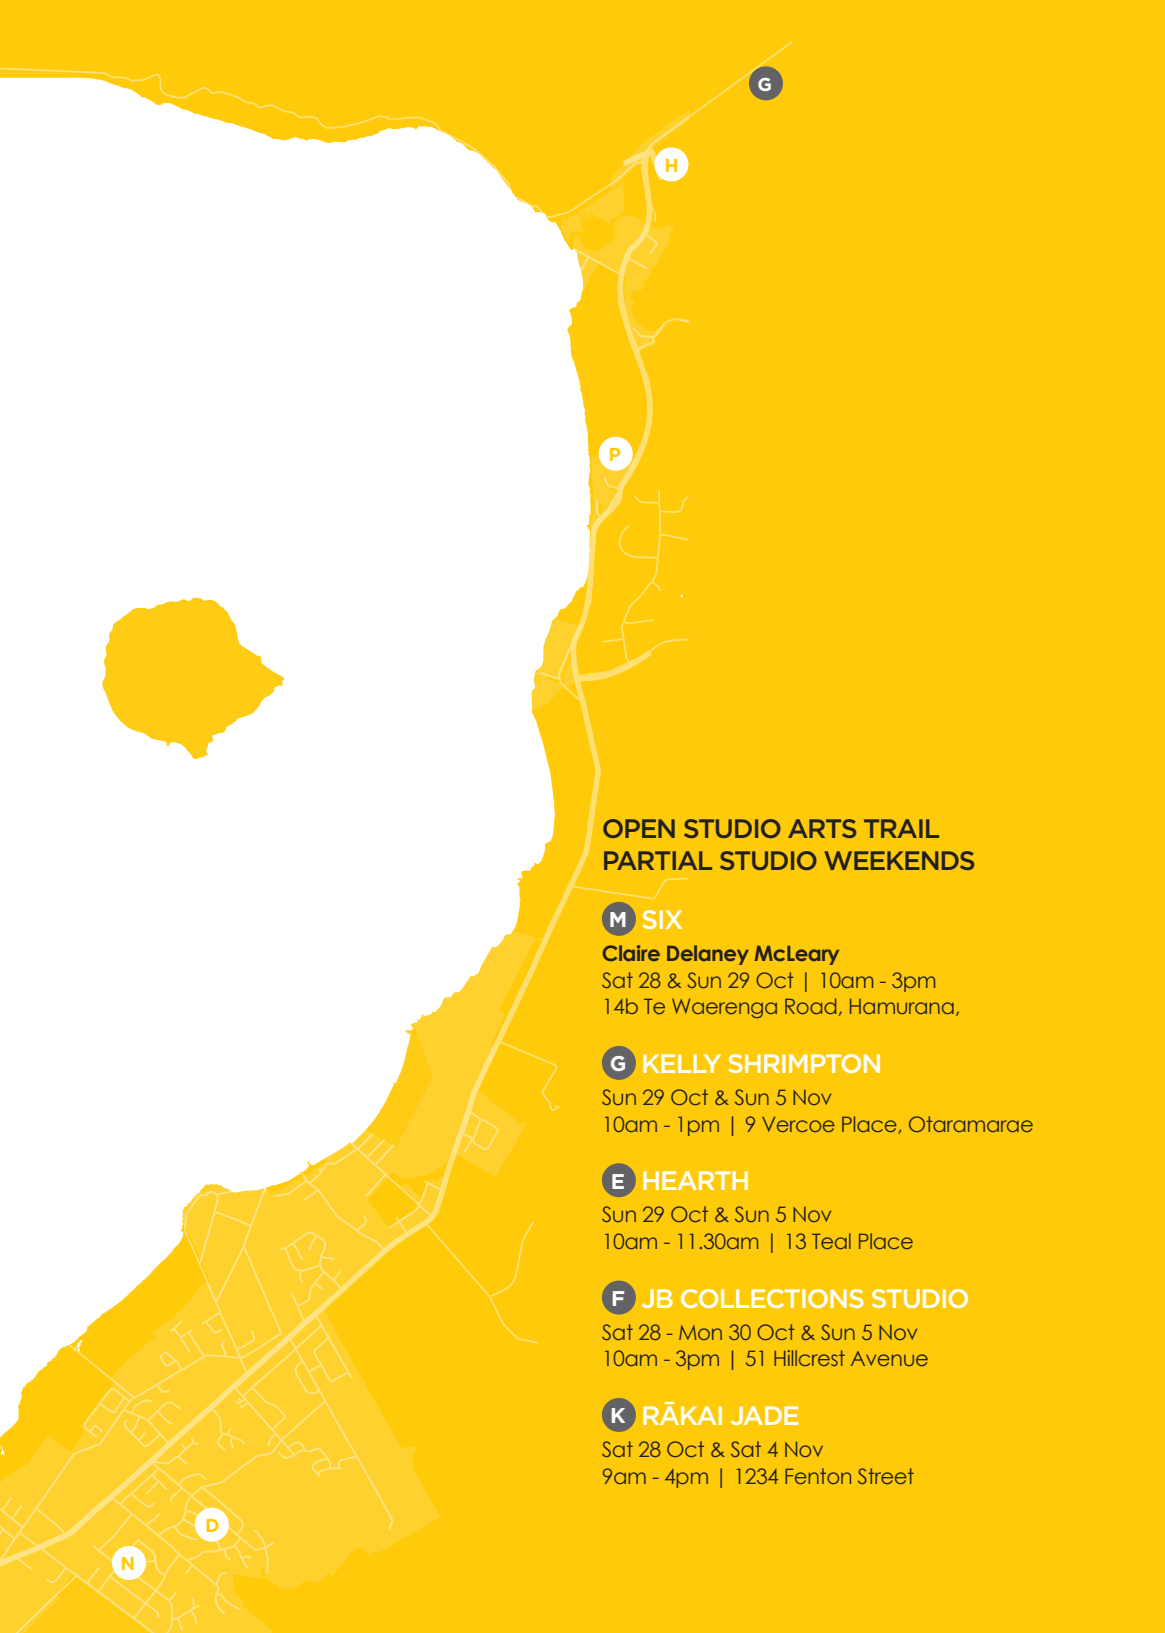 G
H
P
OPEN STUDIO ARTS TRAIL
PARTIAL STUDIO WEEKENDS
M SIX
Claire Delaney McLeary
Sat 28 & Sun 29 Oct | 10am - 3pm
14b Te Waerenga Road, Hamurana,
G KELLY SHRIMPTON
Sun 29 Oct & Sun 5 Nov
10am - 1pm | 9 Vercoe Place, Otaramarae
E HEARTH
Sun 29 Oct & Sun 5 Nov
10am - 11.30am | 13 Teal Place
F JB COLLECTIONS STUDIO
Sat 28 - Mon 30 Oct & Sun 5 Nov
10am - 3pm | 51 Hillcrest Avenue
K RĀKAI JADE
Sat 28 Oct & Sat 4 Nov
9am - 4pm | 1234 Fenton Street
D
N